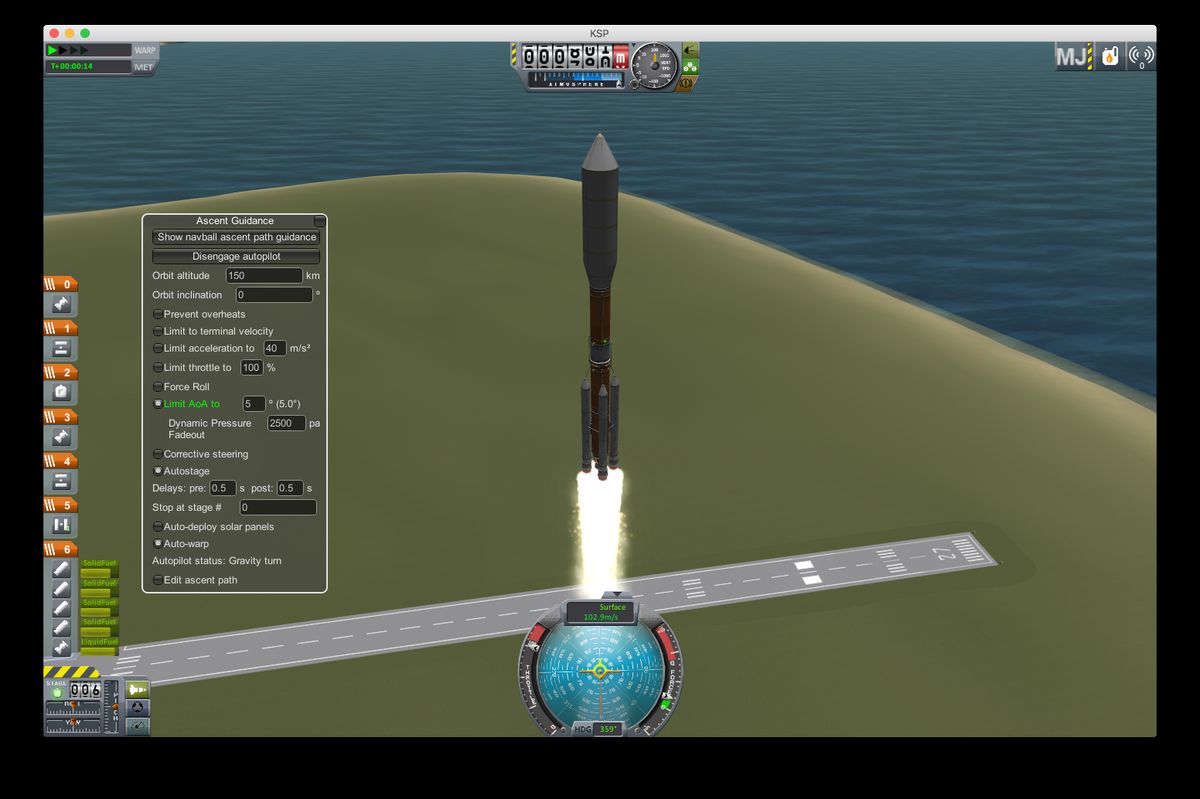 KSP
WARP
T+00:00:14
MET
ATMOSPHERE
MJ
0
Ascent Guidance
Show navball ascent path guidance
Disengage autopilot
Orbit altitude 150 km
Orbit inclination 0 °
Prevent overheats
Limit to terminal velocity
Limit acceleration to 40 m/s²
Limit throttle to 100 %
Force Roll
Limit AoA to 5 ° (5.0°)
Dynamic Pressure 2500 pa
Fadeout
Corrective steering
Autostage
Delays: pre: 0.5 s post: 0.5 s
Stop at stage # 0
Auto-deploy solar panels
Auto-warp
Autopilot status: Gravity turn
Edit ascent path
0
1
2
3
4
5
6
SolidFuel
SolidFuel
SolidFuel
SolidFuel
LiquidFuel
27
Surface
102.9m/s
STAGE
006
ROLL
YAW
PITCH
HDG 359°